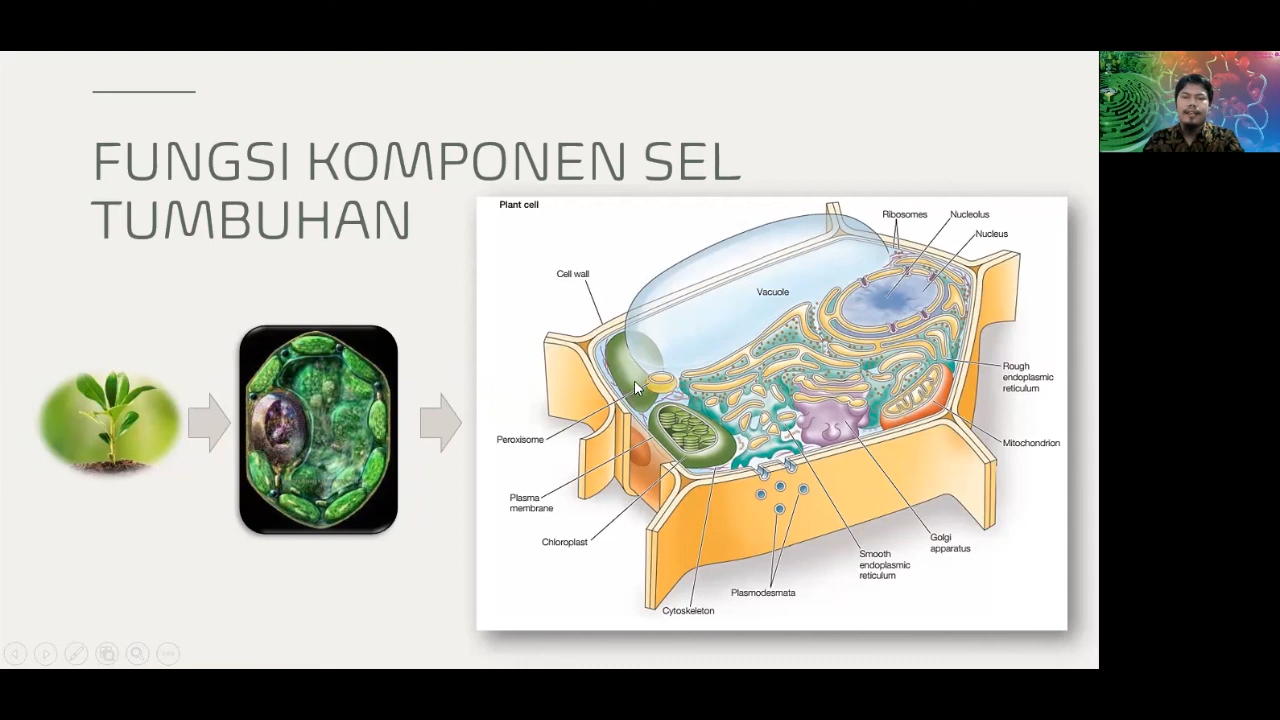 FUNGSI KOMPONEN SEL
TUMBUHAN
Plant cell
Ribosomes
Nucleolus
Nucleus
Cell wall
Vacuole
Rough
endoplasmic
reticulum
Peroxisome
Mitochondrion
Plasma
membrane
Chloroplast
Golgi
apparatus
Smooth
endoplasmic
reticulum
Plasmodesmata
Cytoskeleton